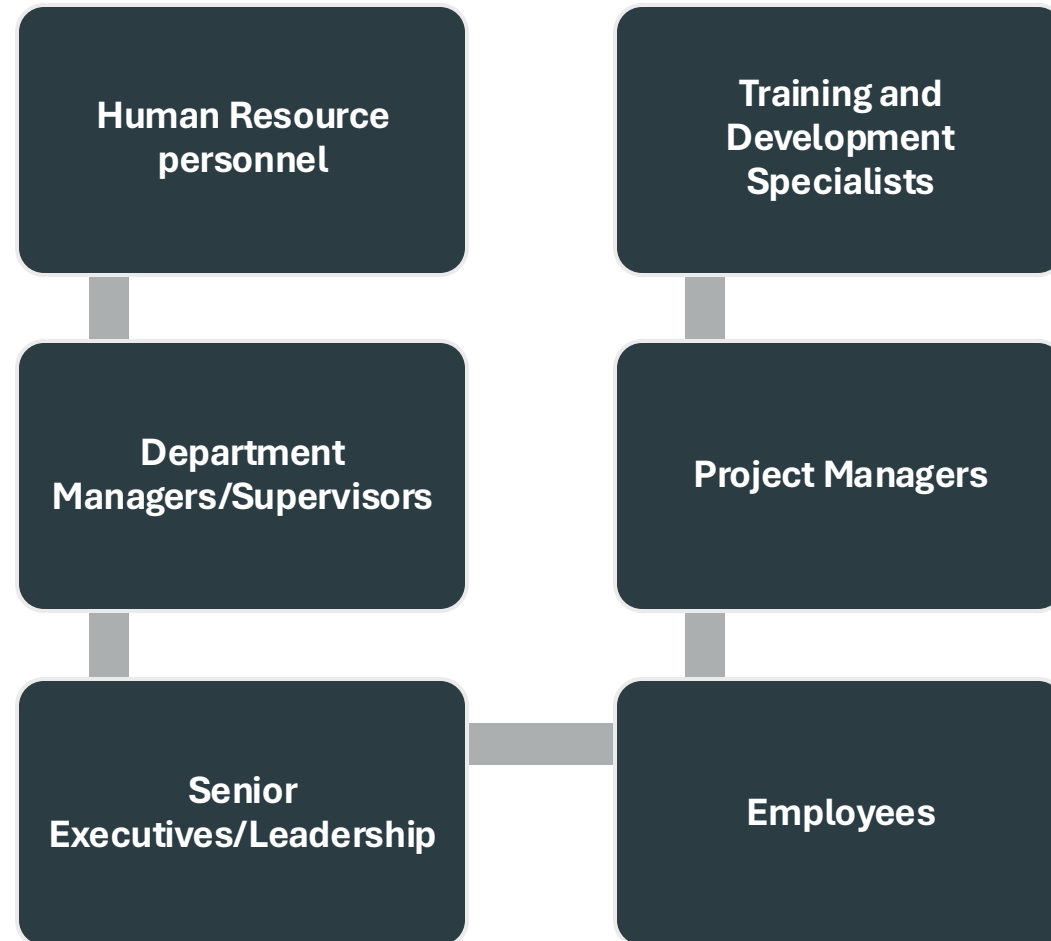 Human Resource
personnel
Department
Managers/Supervisors
Senior
Executives/Leadership
Employees
Project Managers
Training and
Development
Specialists